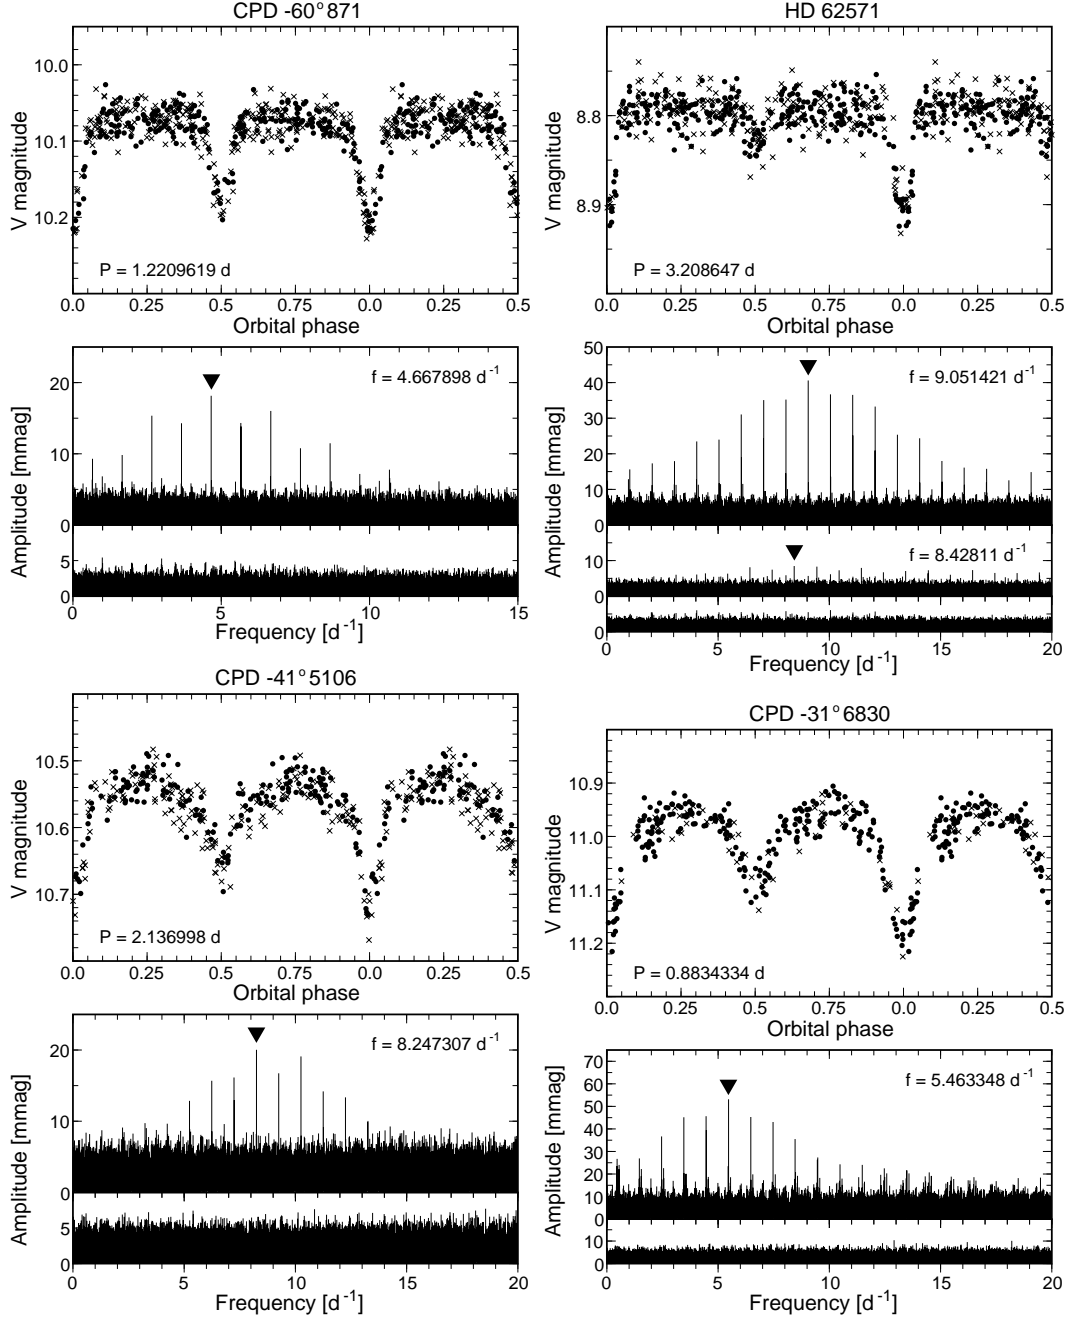 CPD -60°871
10.0
10.1
10.2
V magnitude
P = 1.2209619 d
0.0 0.25 0.5 0.75 0.0 0.5
Orbital phase
20
10
0
f = 4.667898 d⁻¹
5
0
Amplitude [mmag]
0 5 10 15
Frequency [d⁻¹]
HD 62571
8.8
8.9
V magnitude
P = 3.208647 d
0.0 0.25 0.5 0.75 0.0 0.5
Orbital phase
50
40
30
20
10
0
f = 9.051421 d⁻¹
10
0
f = 8.42811 d⁻¹
0
Amplitude [mmag]
0 5 10 15 20
Frequency [d⁻¹]
CPD -41°5106
10.5
10.6
10.7
V magnitude
P = 2.136998 d
0.0 0.25 0.5 0.75 0.0 0.5
Orbital phase
20
10
0
f = 8.247307 d⁻¹
5
0
Amplitude [mmag]
0 5 10 15 20
Frequency [d⁻¹]
CPD -31°6830
10.9
11.0
11.1
11.2
V magnitude
P = 0.8834334 d
0.0 0.25 0.5 0.75 0.0 0.5
Orbital phase
70
60
50
40
30
20
10
0
f = 5.463348 d⁻¹
10
0
Amplitude [mmag]
0 5 10 15 20
Frequency [d⁻¹]